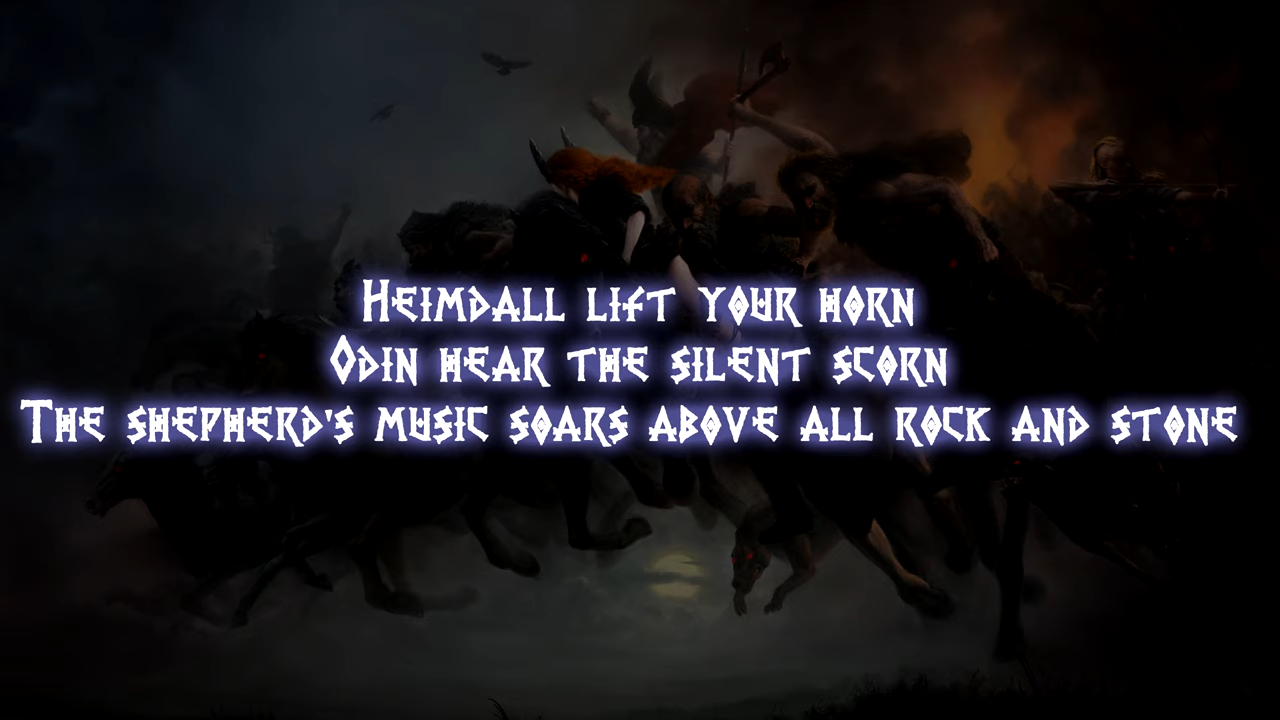 Heimdall lift your horn
Odin hear the silent scorn
The shepherd's music soars above all rock and stone